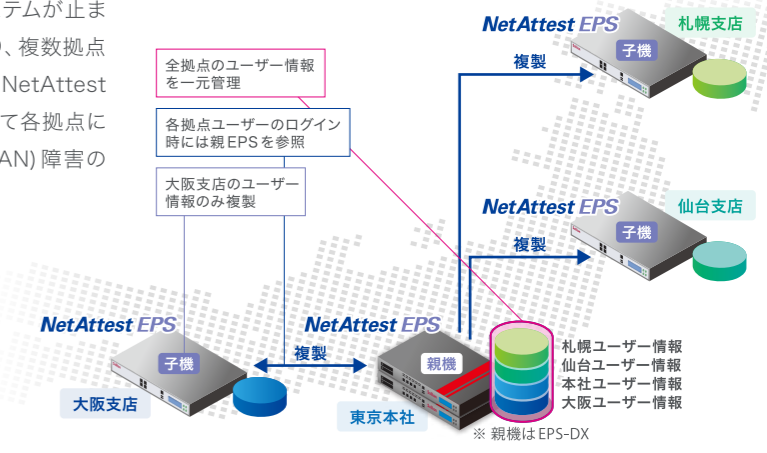 テムが止ま
、複数拠点
NetAttest
て各拠点に
AN) 障害の
全拠点のユーザー情報
を一元管理
各拠点ユーザーのログイン
時には親EPSを参照
大阪支店のユーザー
情報のみ複製
NetAttest EPS
札幌支店
子機
複製
NetAttest EPS
仙台支店
子機
複製
NetAttest EPS
子機
大阪支店
複製
NetAttest EPS
親機
東京本社
札幌ユーザー情報
仙台ユーザー情報
本社ユーザー情報
大阪ユーザー情報
※ 親機はEPS-DX